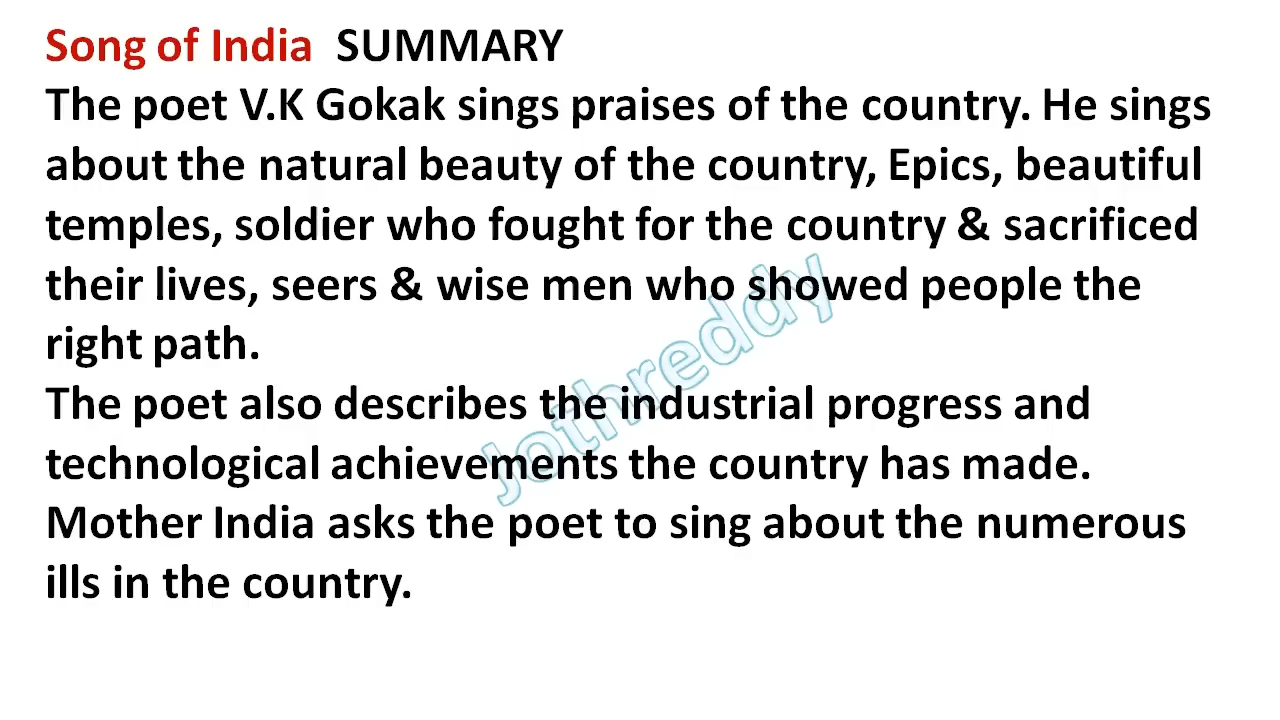 Song of India SUMMARY
The poet V.K Gokak sings praises of the country. He sings
about the natural beauty of the country, Epics, beautiful
temples, soldier who fought for the country & sacrificed
their lives, seers & wise men who showed people the
right path.
The poet also describes the industrial progress and
technological achievements the country has made.
Mother India asks the poet to sing about the numerous
ills in the country.
Jothreddy